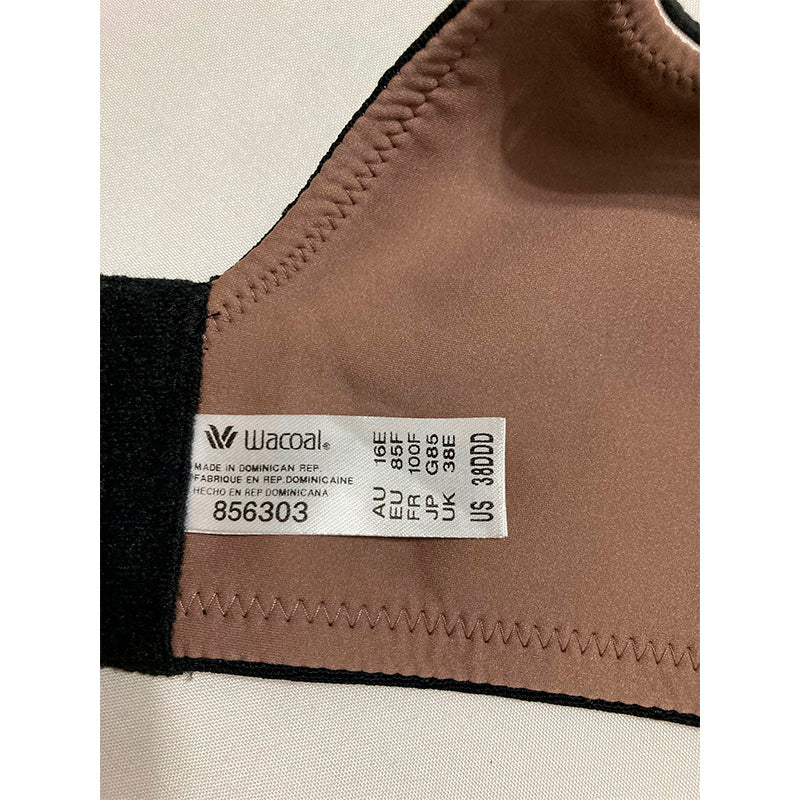 Wacoal®
MADE IN DOMINICAN REP.
FABRIQUE EN REP.DOMINICAINE
HECHO EN REP DOMINICANA
856303
AU 16E
EU 85F
FR 100F
JP G85
UK 38E
US 38DDD